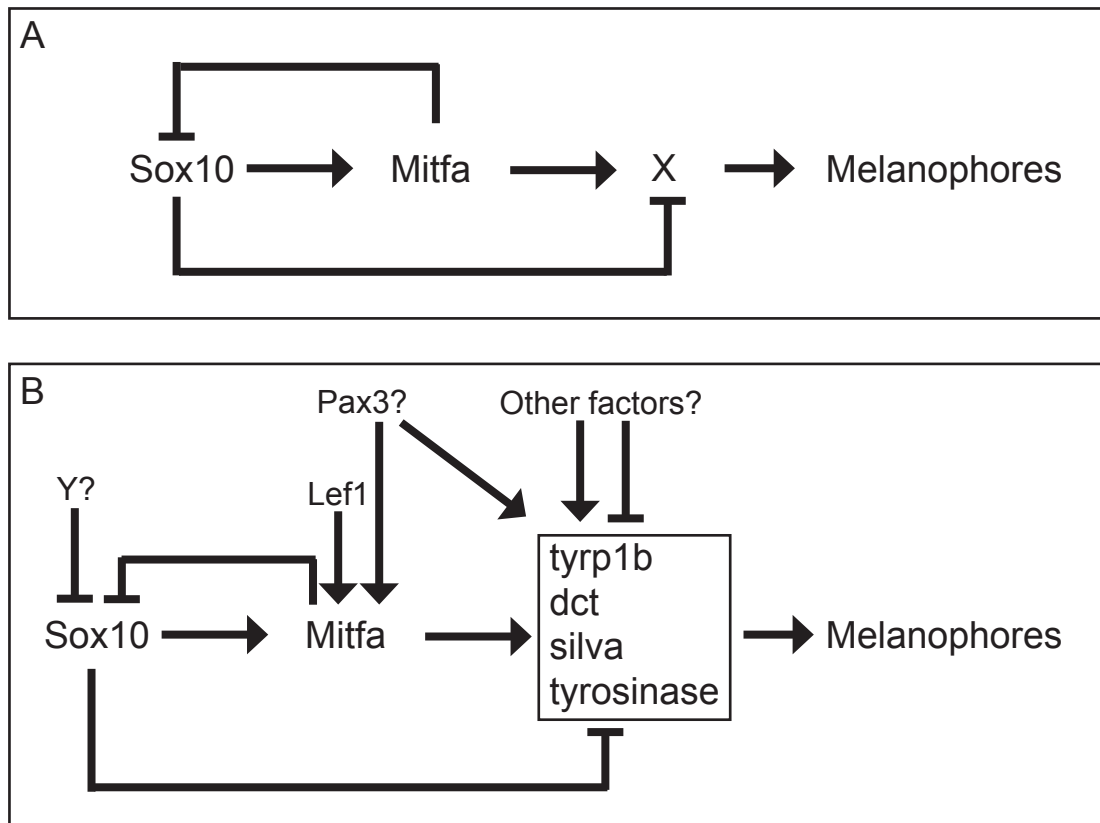 A
Sox10
Mitfa
X
Melanophores
B
Pax3?
Other factors?
Y?
Lef1
tyrp1b
dct
silva
tyrosinase
Sox10
Mitfa
Melanophores